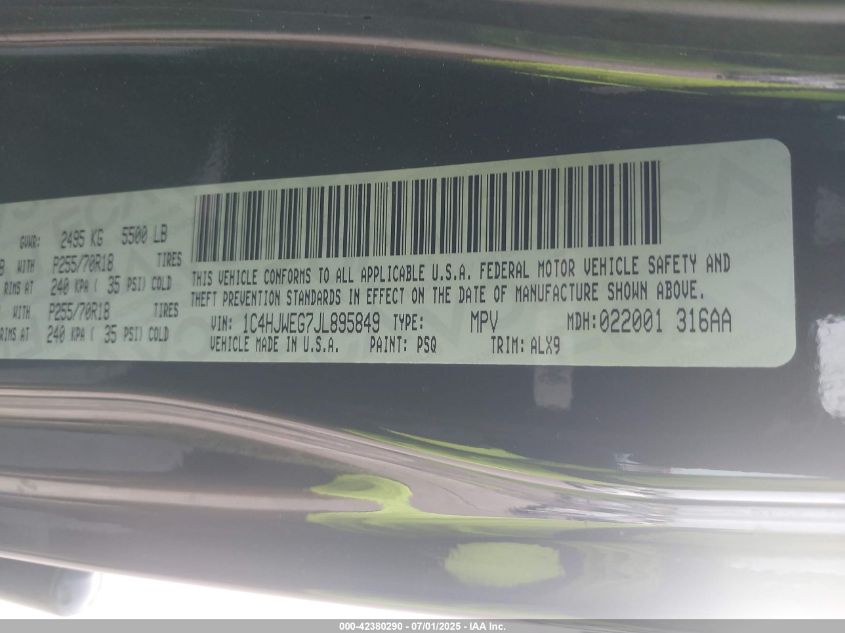 GVWR: 2495 KG 5500 LB
WITH P255/70R18 TIRES
RIMS AT 240 KPA ( 35 PSI) COLD
WITH P255/70R18 TIRES
RIMS AT 240 KPA ( 35 PSI) COLD
THIS VEHICLE CONFORMS TO ALL APPLICABLE U.S.A. FEDERAL MOTOR VEHICLE SAFETY AND
THEFT PREVENTION STANDARDS IN EFFECT ON THE DATE OF MANUFACTURE SHOWN ABOVE.
VIN: 1C4HJWEG7JL895849 TYPE: MPV MDH:022001 316AA
VEHICLE MADE IN U.S.A. PAINT: PSQ TRIM: ALX9
000-42380290 - 07/01/2025 - IAA Inc.